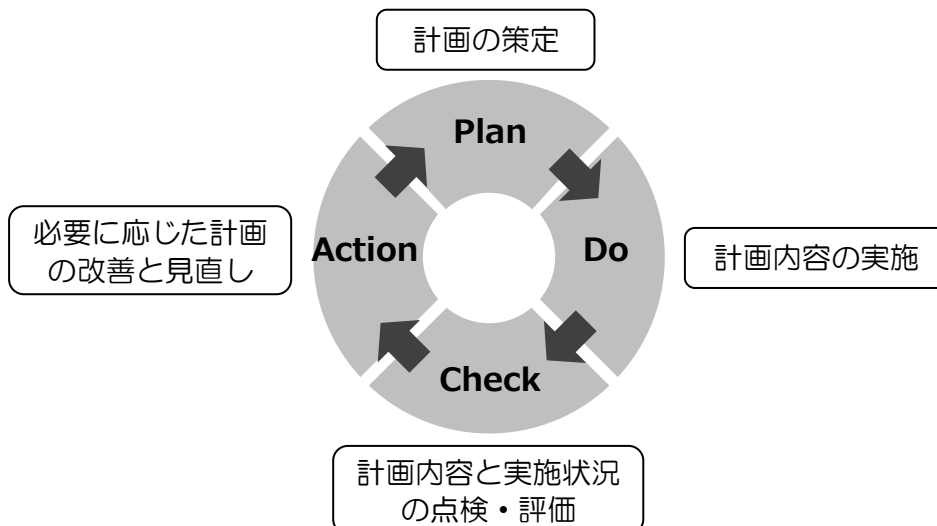 計画の策定
Plan
必要に応じた計画
の改善と見直し
Action
Do
計画内容の実施
Check
計画内容と実施状況
の点検・評価